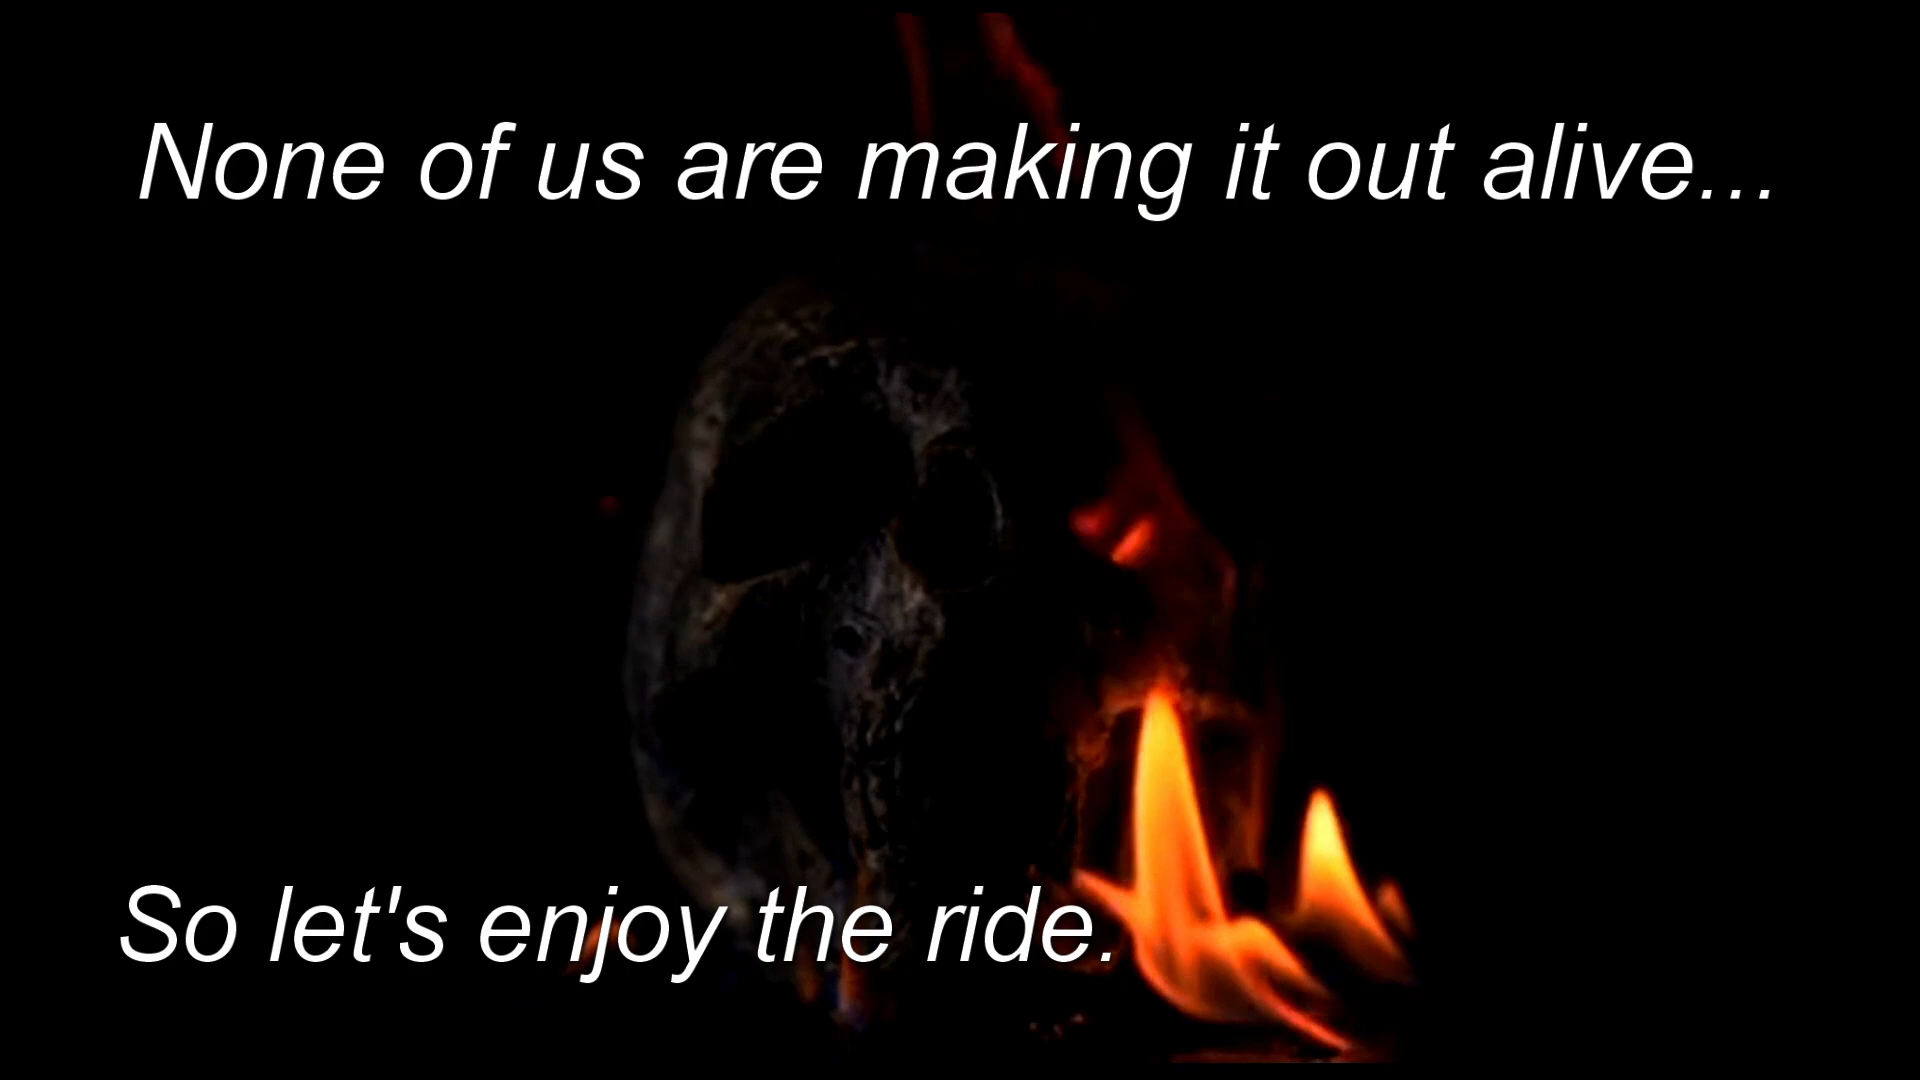 None of us are making it out alive...
So let's enjoy the ride.